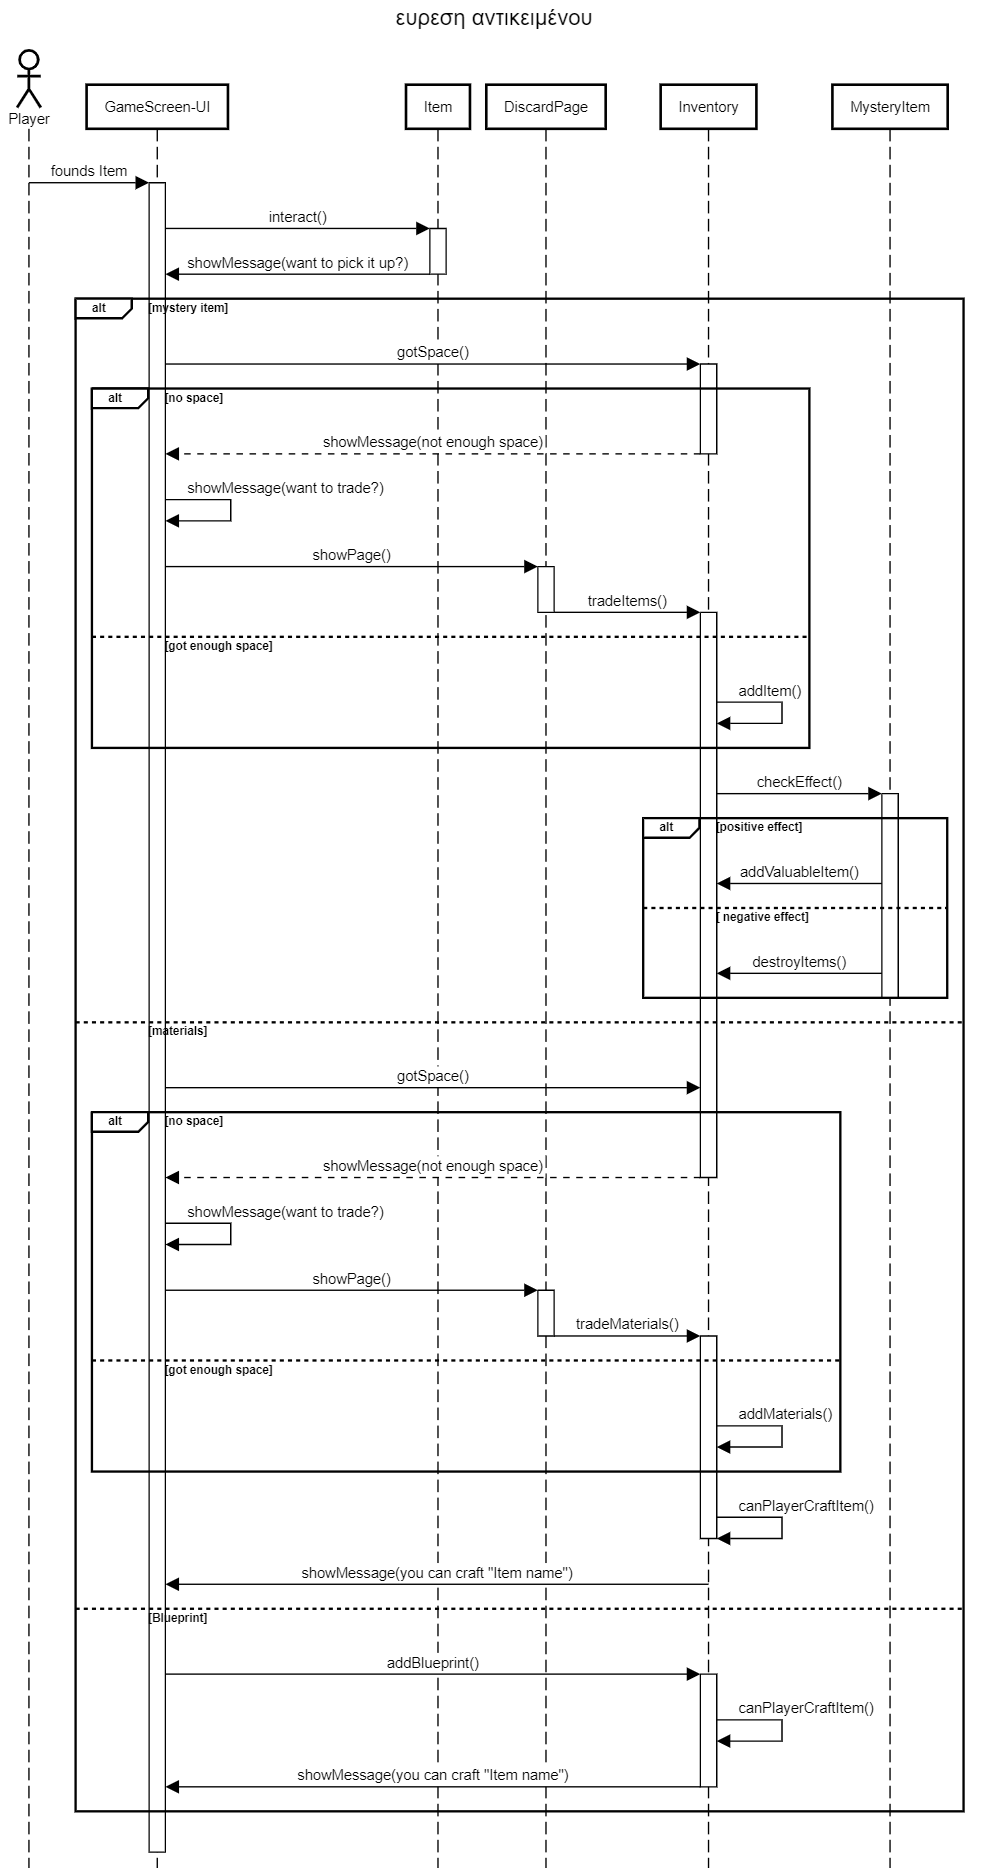 ευρεση αντικειμένου
Player
GameScreen-UI
Item
DiscardPage
Inventory
MysteryItem
founds Item
interact()
showMessage(want to pick it up?)
alt
[mystery item]
gotSpace()
alt
[no space]
showMessage(not enough space)
showMessage(want to trade?)
showPage()
tradeItems()
[got enough space]
addItem()
checkEffect()
alt
[positive effect]
addValuableItem()
[ negative effect]
destroyItems()
[materials]
gotSpace()
alt
[no space]
showMessage(not enough space)
showMessage(want to trade?)
showPage()
tradeMaterials()
[got enough space]
addMaterials()
canPlayerCraftItem()
showMessage(you can craft "Item name")
[Blueprint]
addBlueprint()
canPlayerCraftItem()
showMessage(you can craft "Item name")